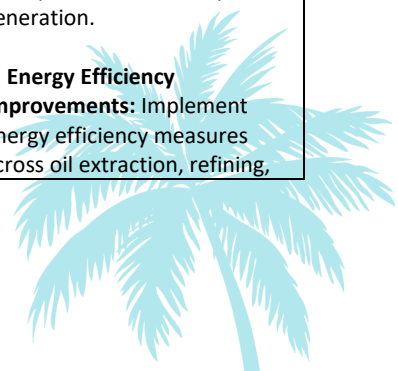 eneration.
Energy Efficiency
mprovements: Implement
nergy efficiency measures
cross oil extraction, refining,